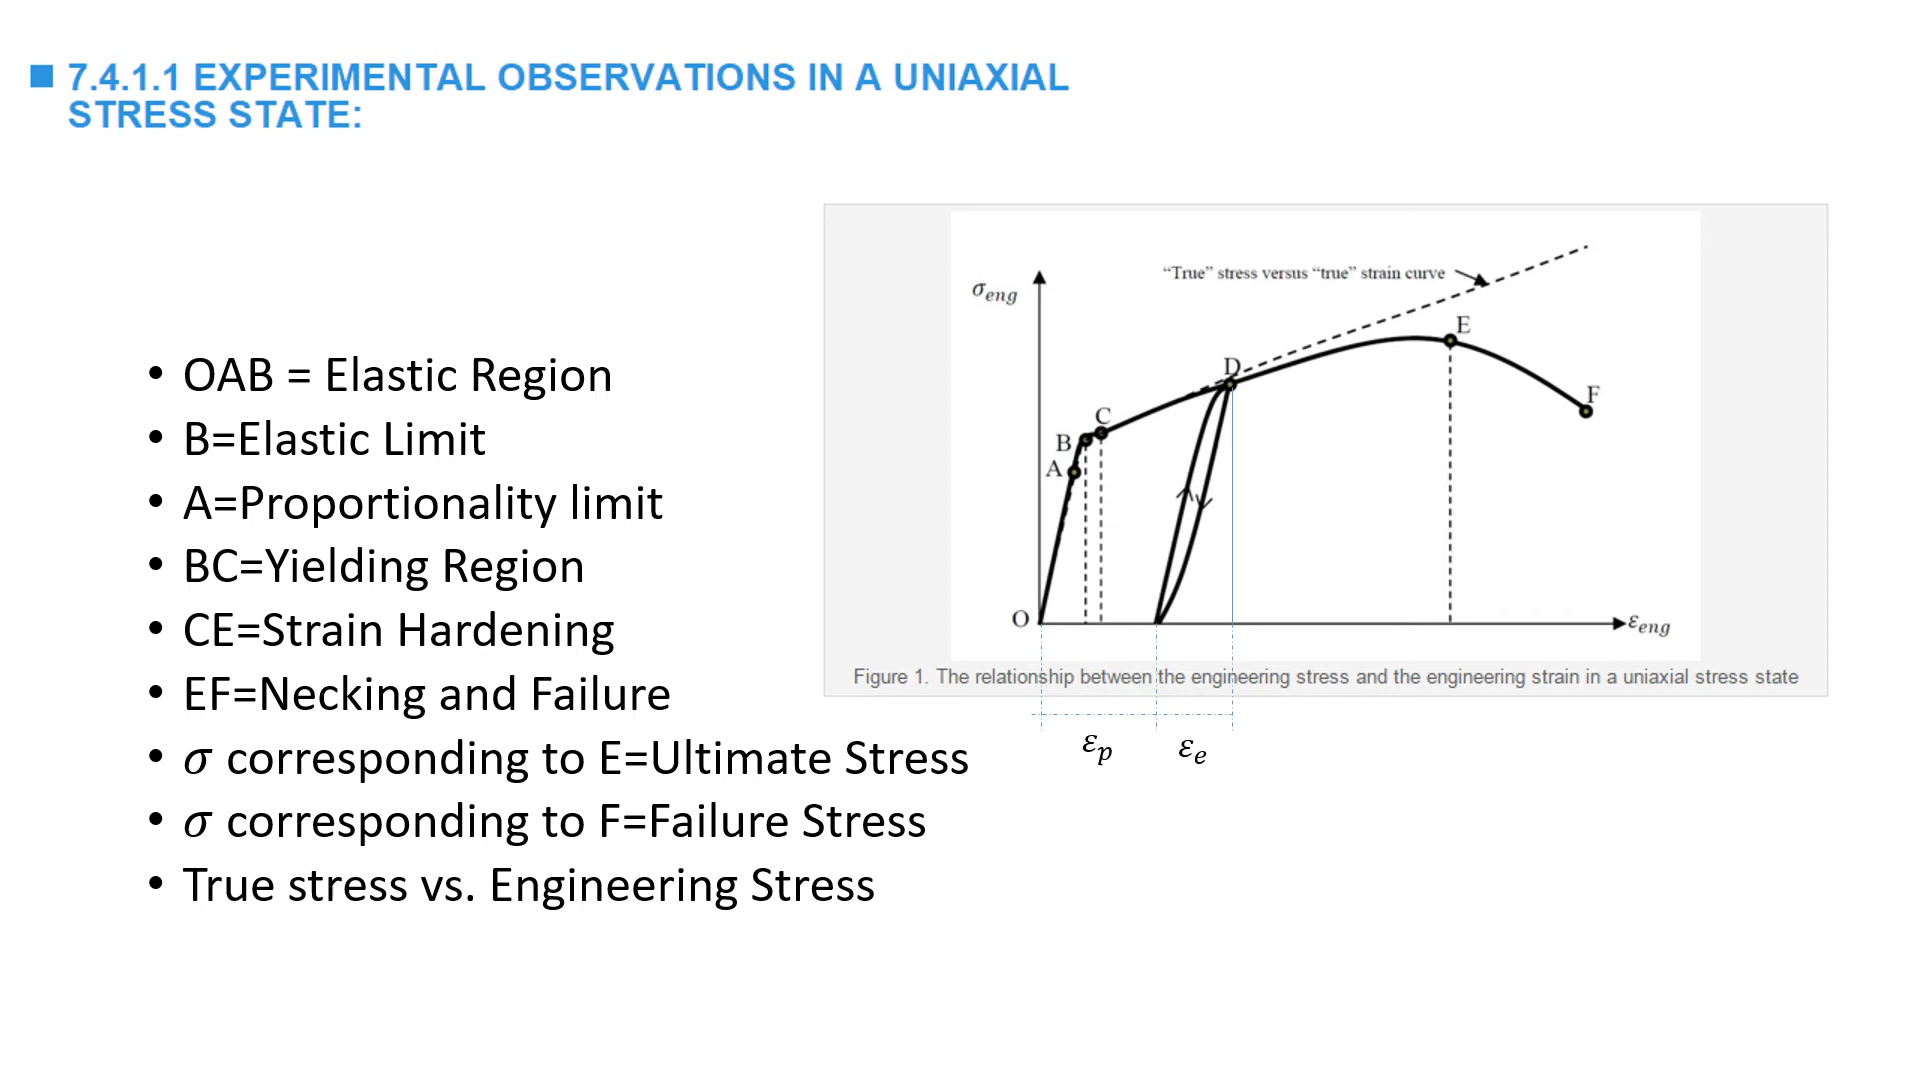 7.4.1.1 EXPERIMENTAL OBSERVATIONS IN A UNIAXIAL
STRESS STATE:
• OAB = Elastic Region
• B=Elastic Limit
• A=Proportionality limit
• BC=Yielding Region
• CE=Strain Hardening
• EF=Necking and Failure
• σ corresponding to E=Ultimate Stress
• σ corresponding to F=Failure Stress
• True stress vs. Engineering Stress
“True” stress versus “true” strain curve
σeng
E
D
F
C
B
A
O
εeng
Figure 1. The relationship between the engineering stress and the engineering strain in a uniaxial stress state
εp
εe